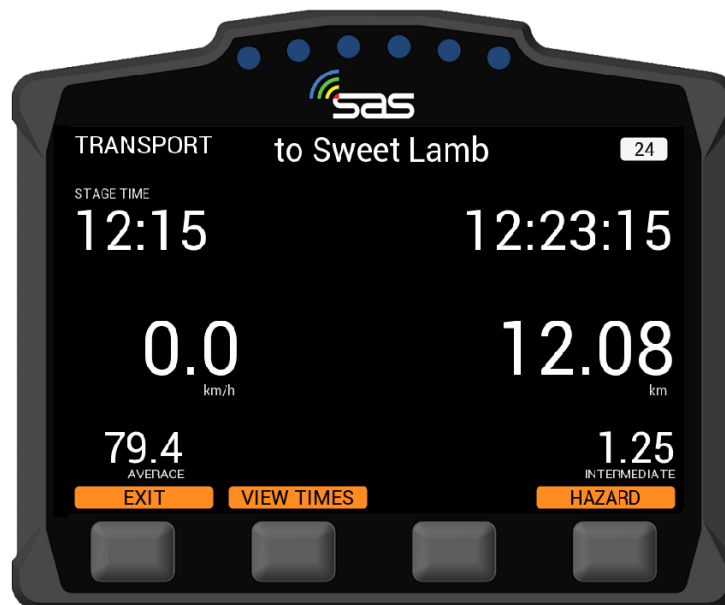 sas
TRANSPORT to Sweet Lamb 24
STAGE TIME
12:15 12:23:15
0.0 12.08
km/h km
79.4 1.25
AVERAGE INTERMEDIATE
EXIT VIEW TIMES HAZARD